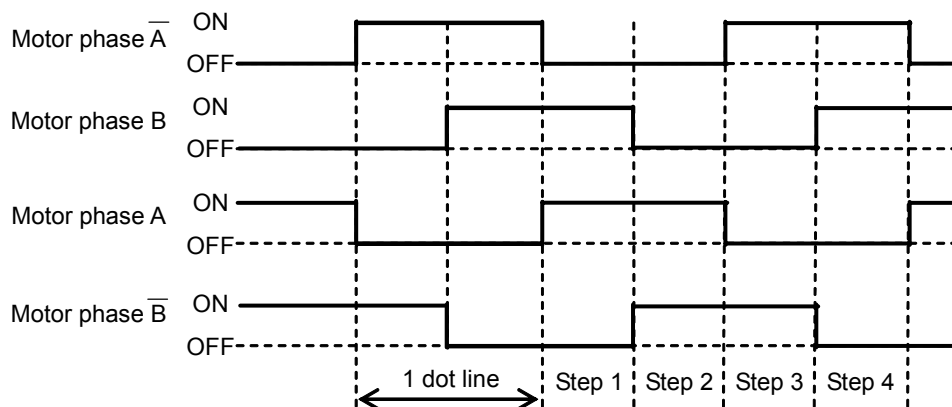 ON
Motor phase A̅
OFF
ON
Motor phase B
OFF
ON
Motor phase A
OFF
ON
Motor phase B̅
OFF
1 dot line Step 1 Step 2 Step 3 Step 4